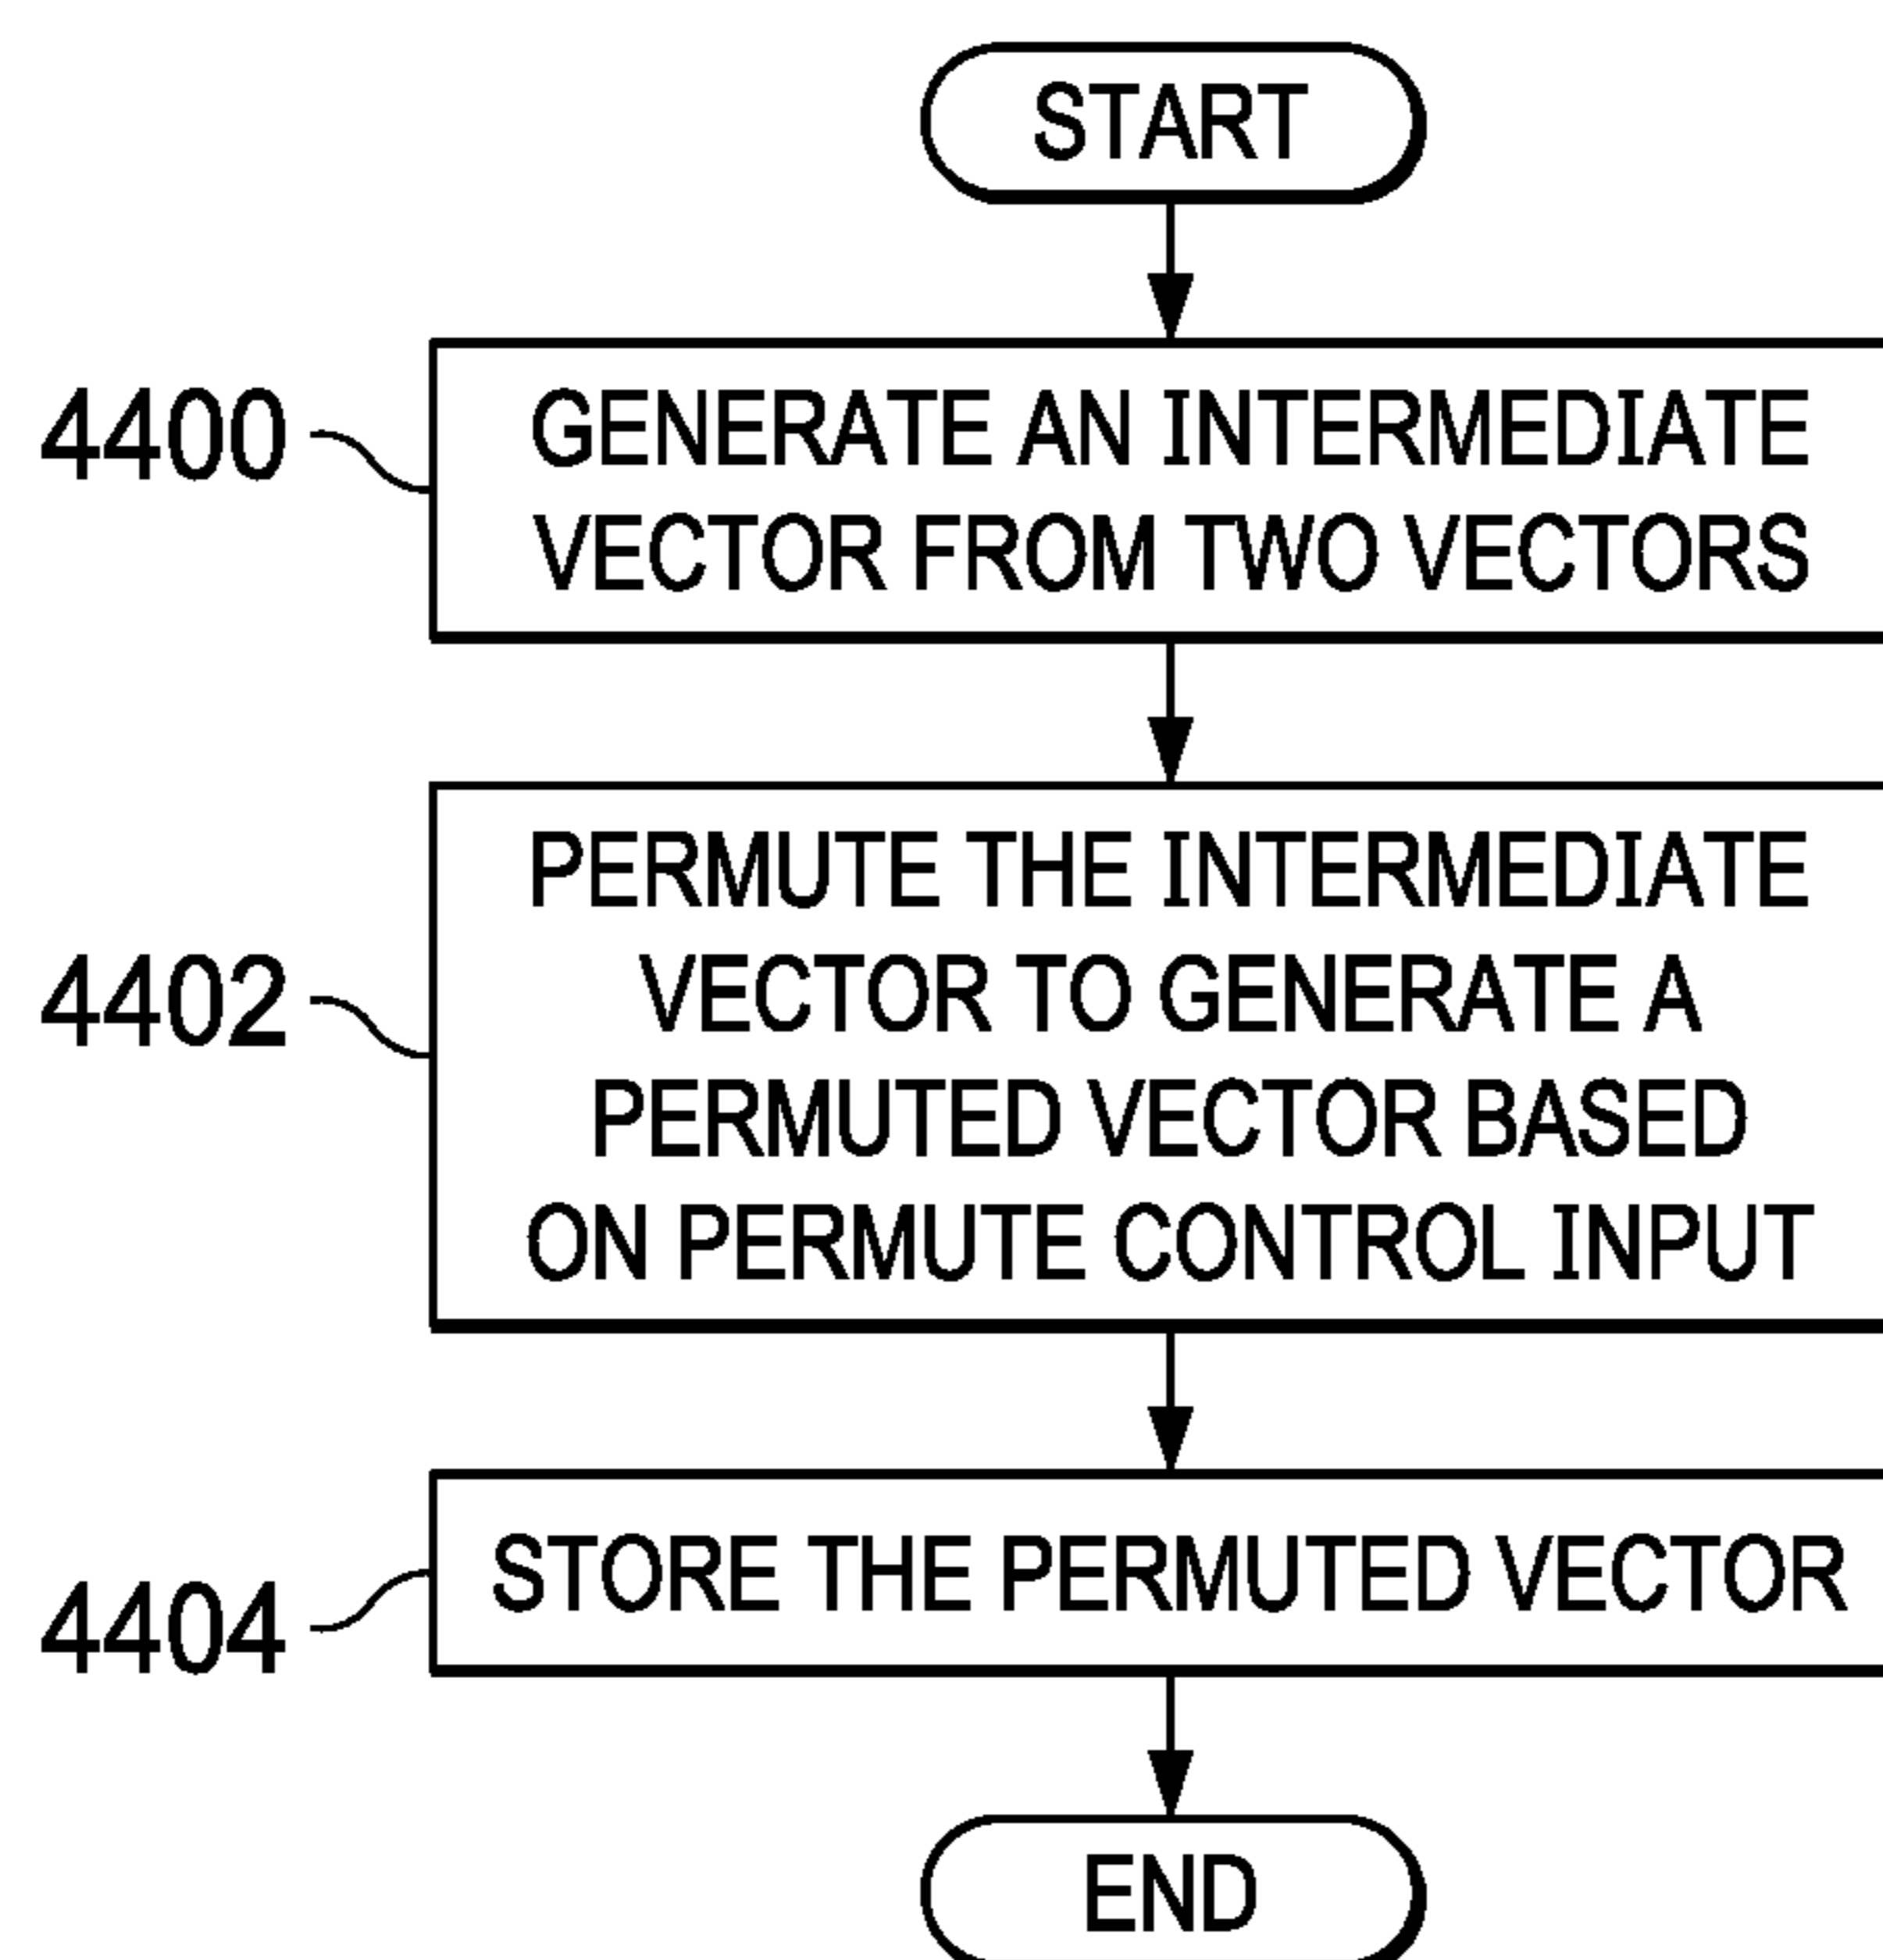 START
4400
GENERATE AN INTERMEDIATE
VECTOR FROM TWO VECTORS
4402
PERMUTE THE INTERMEDIATE
VECTOR TO GENERATE A
PERMUTED VECTOR BASED
ON PERMUTE CONTROL INPUT
4404
STORE THE PERMUTED VECTOR
END